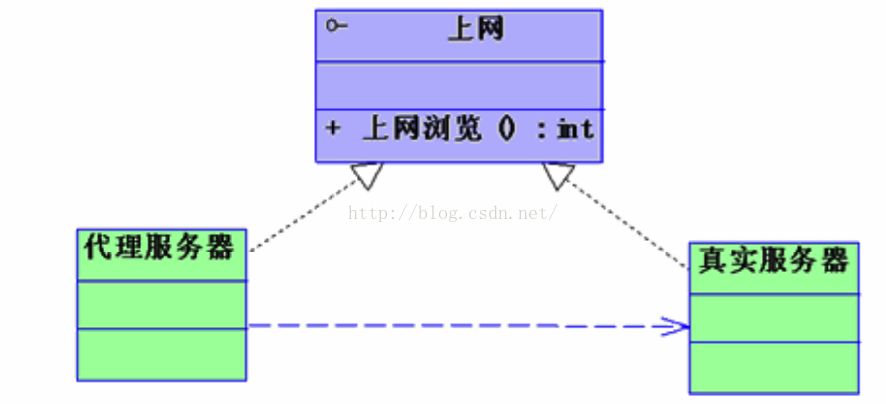 上网
+ 上网浏览 () : int
http://blog.csdn.net/
代理服务器
真实服务器